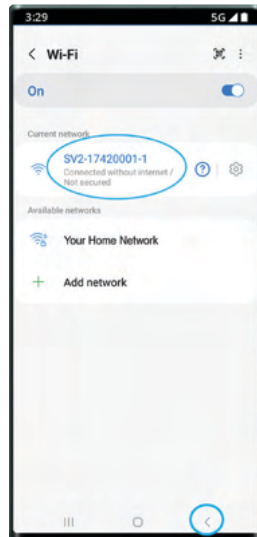 3:29 5G
Wi-Fi
On
Current network
SV2-17420001-1
Connected without internet /
Not secured
Available networks
Your Home Network
Add network